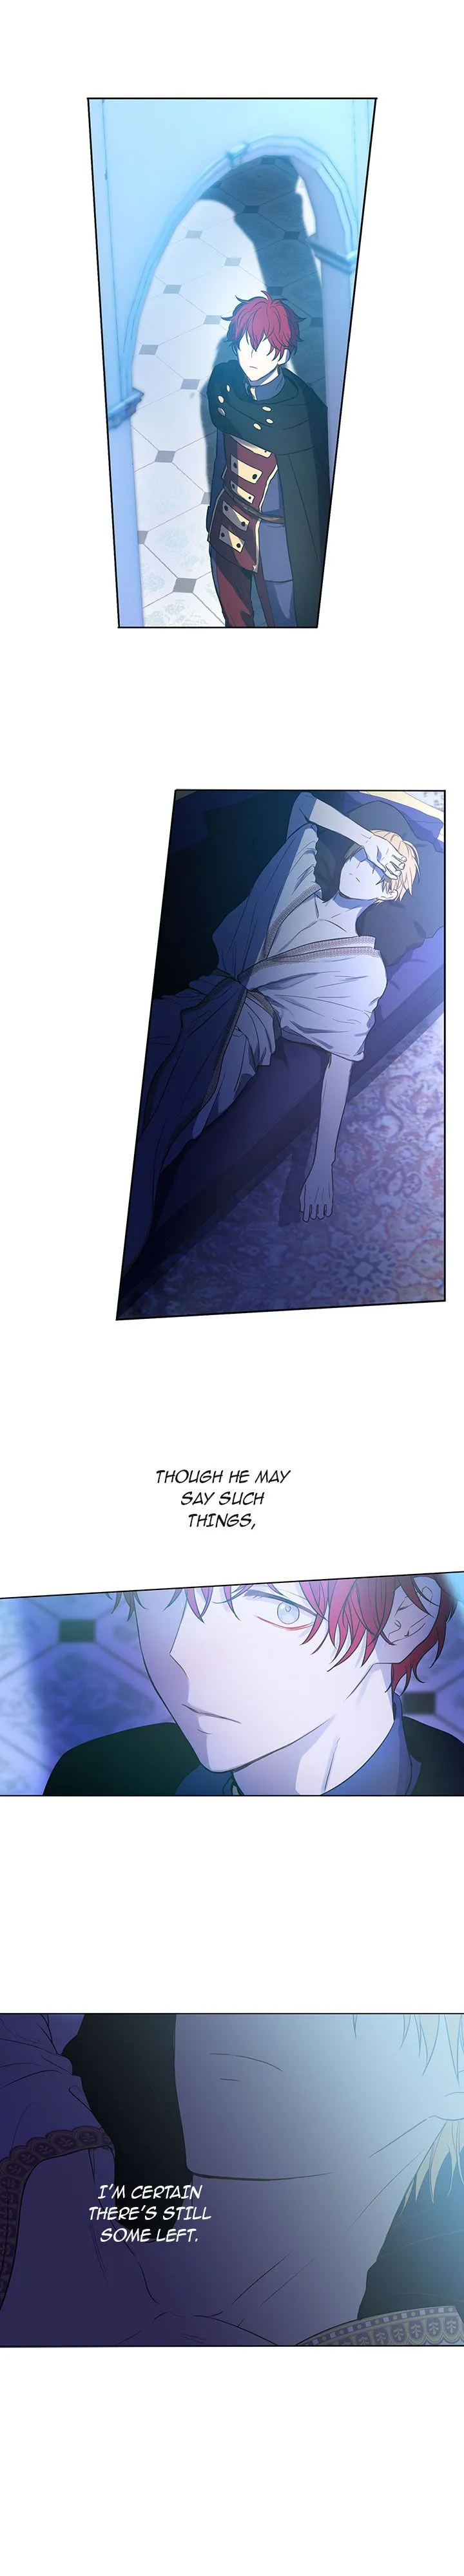 THOUGH HE MAY
SAY SUCH
THINGS,
I'M CERTAIN
THERE'S STILL
SOME LEFT.